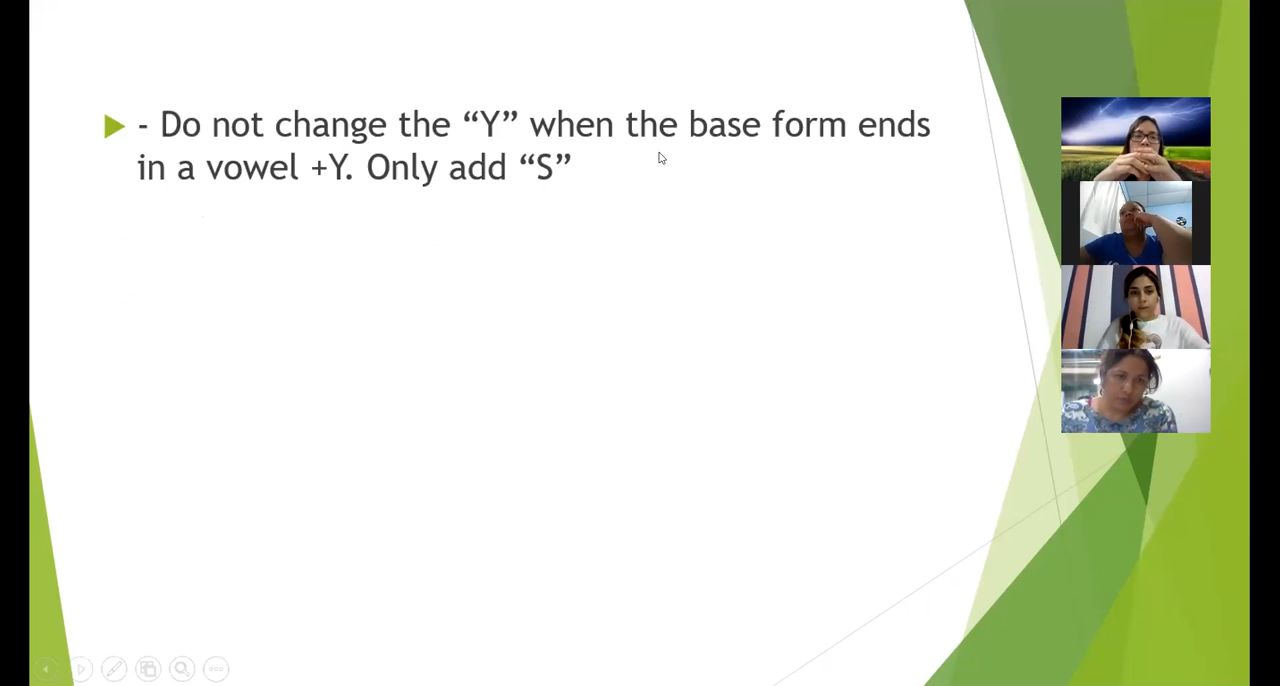 - Do not change the “Y” when the base form ends
in a vowel +Y. Only add “S”